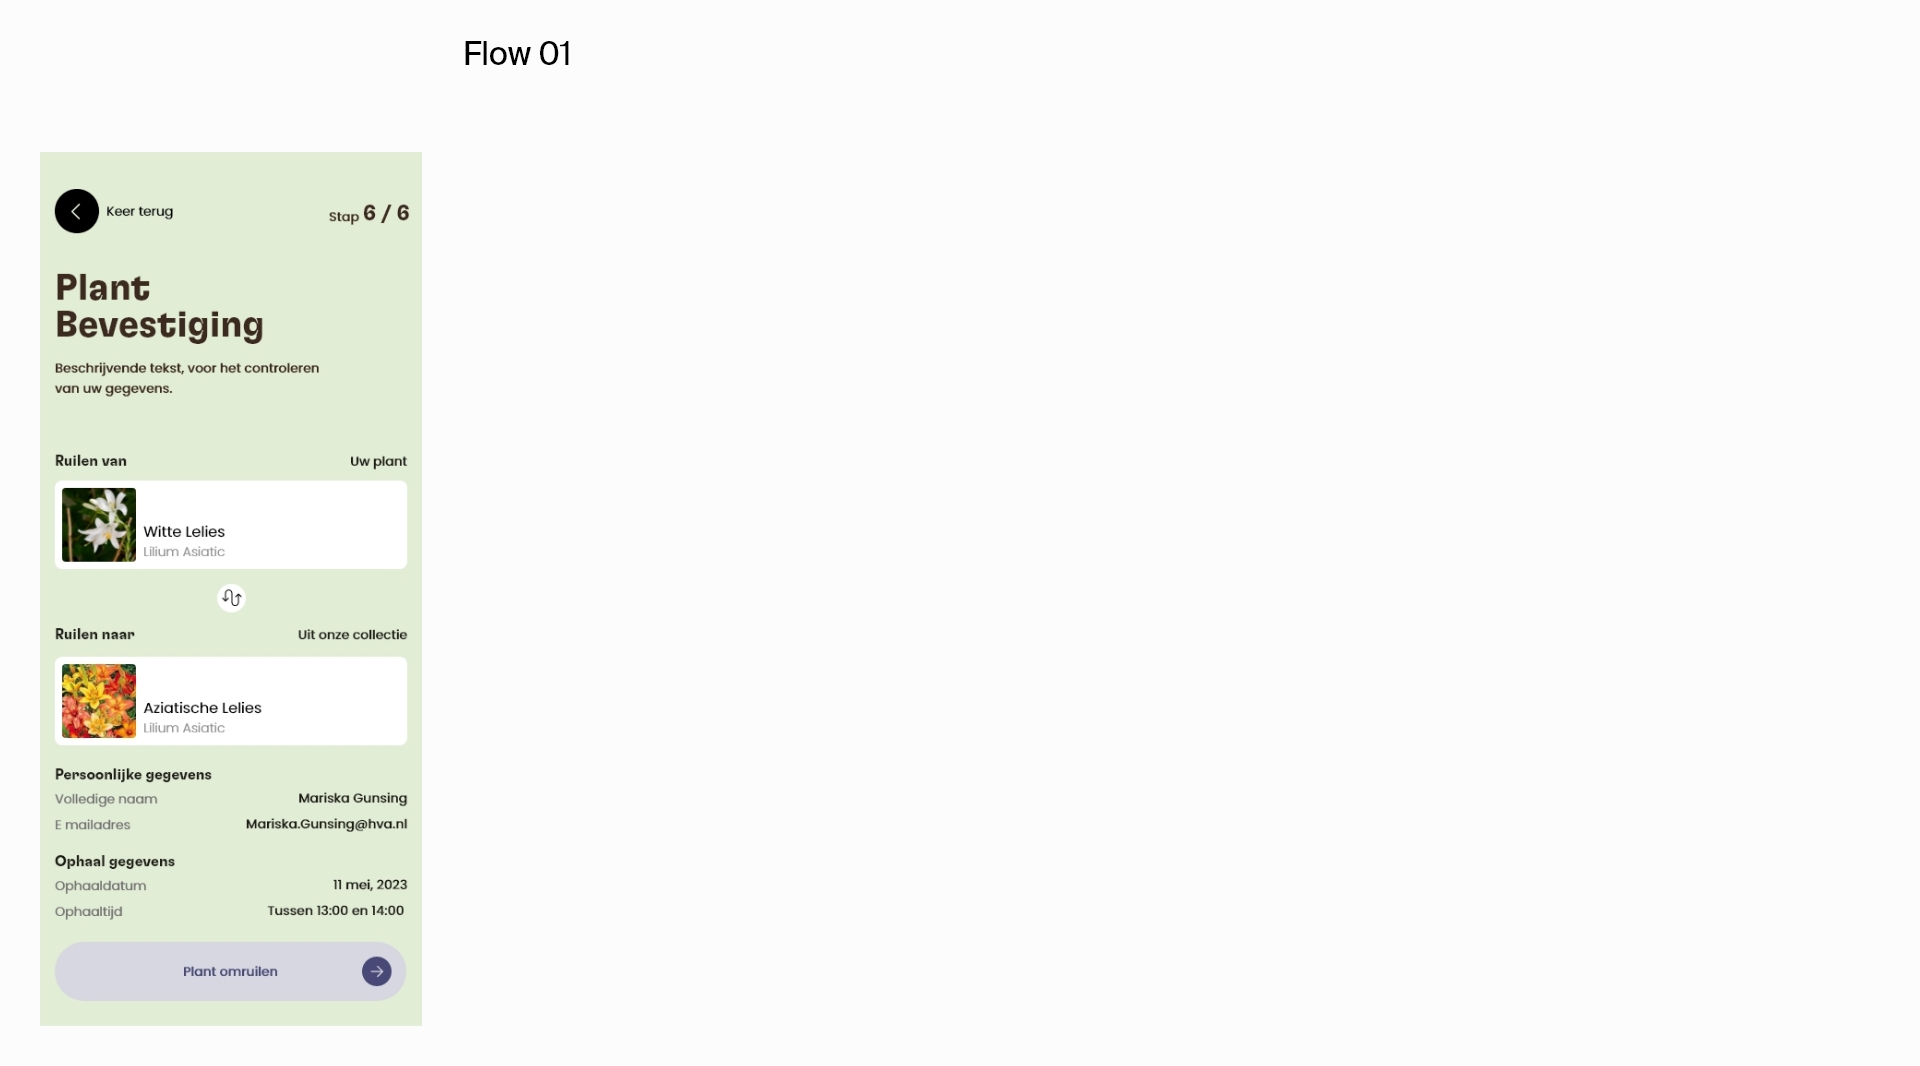 Flow 01
Keer terug
Stap 6 / 6
Plant
Bevestiging
Beschrijvende tekst, voor het controleren
van uw gegevens.
Ruilen van
Uw plant
Witte Lelies
Lilium Asiatic
Ruilen naar
Uit onze collectie
Aziatische Lelies
Lilium Asiatic
Persoonlijke gegevens
Volledige naam
Mariska Gunsing
E mailadres
Mariska.Gunsing@hva.nl
Ophaal gegevens
Ophaaldatum
11 mei, 2023
Ophaaltijd
Tussen 13:00 en 14:00
Plant omruilen